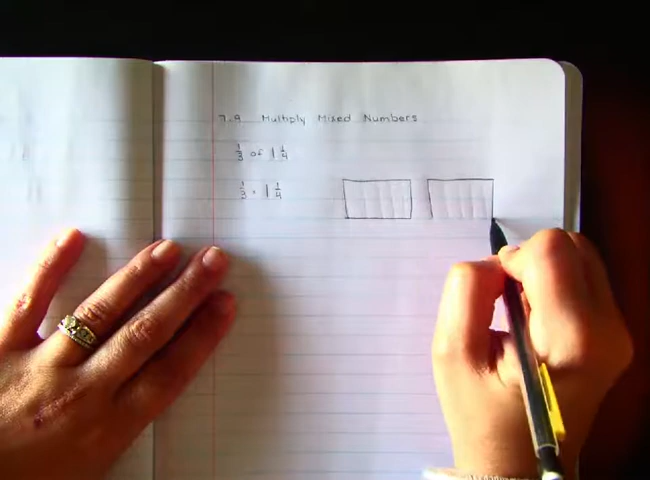 7-9 Multiply Mixed Numbers
1/3 of 1 1/4
1/3 · 1 1/4